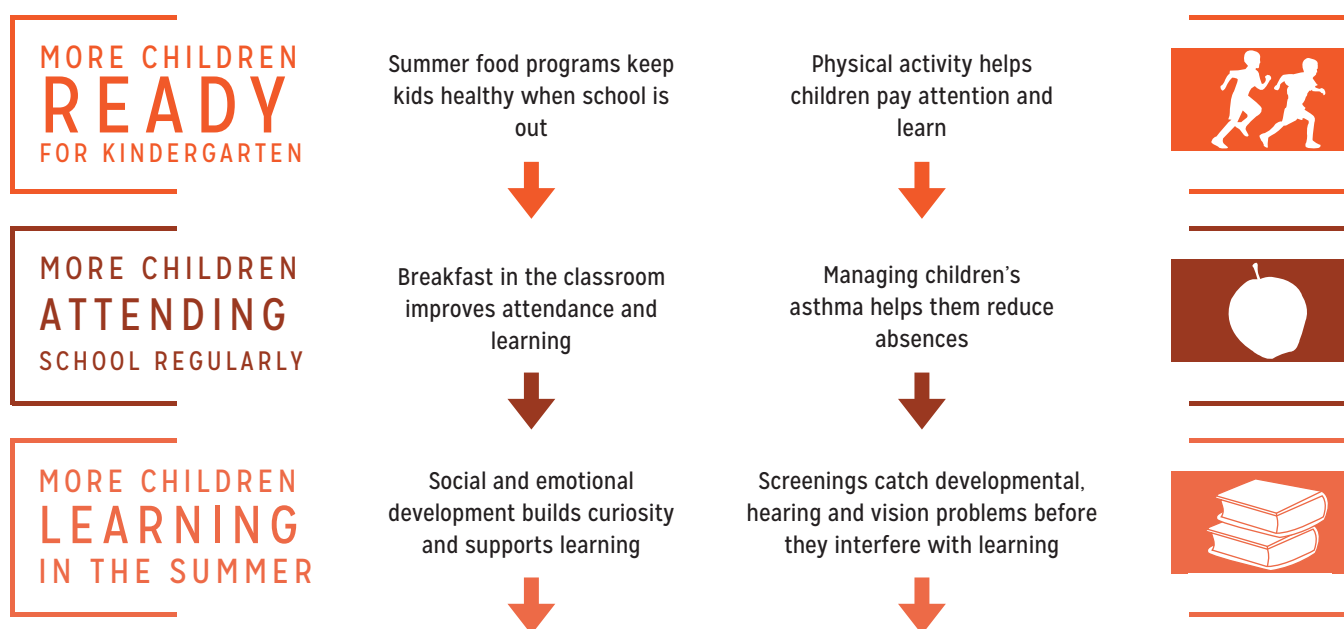 MORE CHILDREN
READY
FOR KINDERGARTEN
Summer food programs keep
kids healthy when school is
out
Physical activity helps
children pay attention and
learn
MORE CHILDREN
ATTENDING
SCHOOL REGULARLY
Breakfast in the classroom
improves attendance and
learning
Managing children’s
asthma helps them reduce
absences
MORE CHILDREN
LEARNING
IN THE SUMMER
Social and emotional
development builds curiosity
and supports learning
Screenings catch developmental,
hearing and vision problems before
they interfere with learning